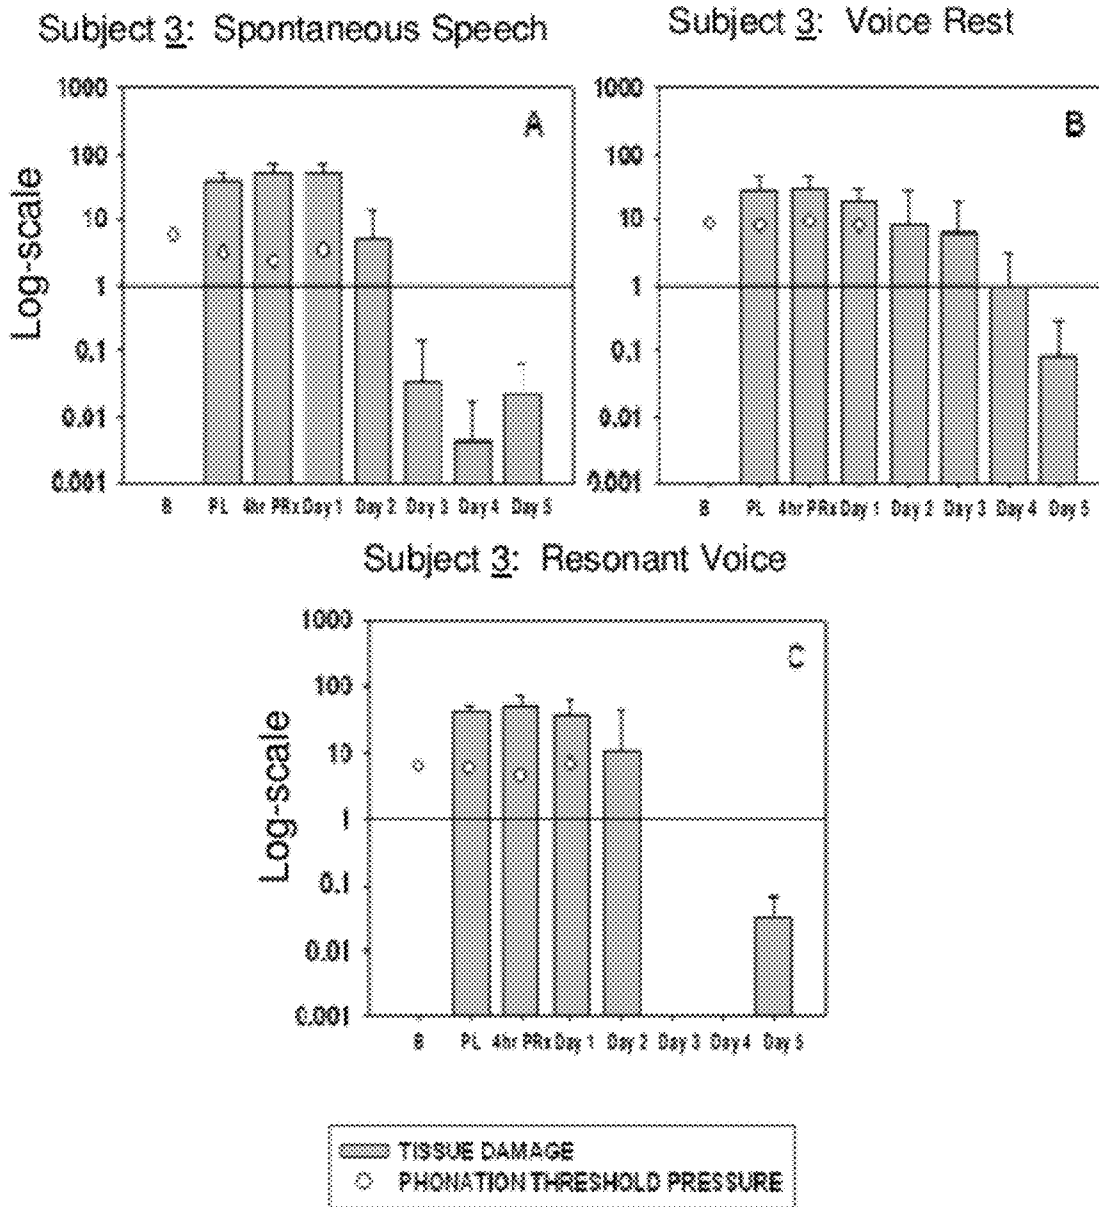 Subject 3: Spontaneous Speech
A
Log-scale
1000
100
10
1
0.1
0.01
0.001
B PL 4hr PRx Day 1 Day 2 Day 3 Day 4 Day 5
Subject 3: Voice Rest
B
1000
100
10
1
0.1
0.01
0.001
B PL 4hr PRx Day 1 Day 2 Day 3 Day 4 Day 5
Subject 3: Resonant Voice
C
Log-scale
1000
100
10
1
0.1
0.01
0.001
B PL 4hr PRx Day 1 Day 2 Day 3 Day 4 Day 5
TISSUE DAMAGE
PHONATION THRESHOLD PRESSURE